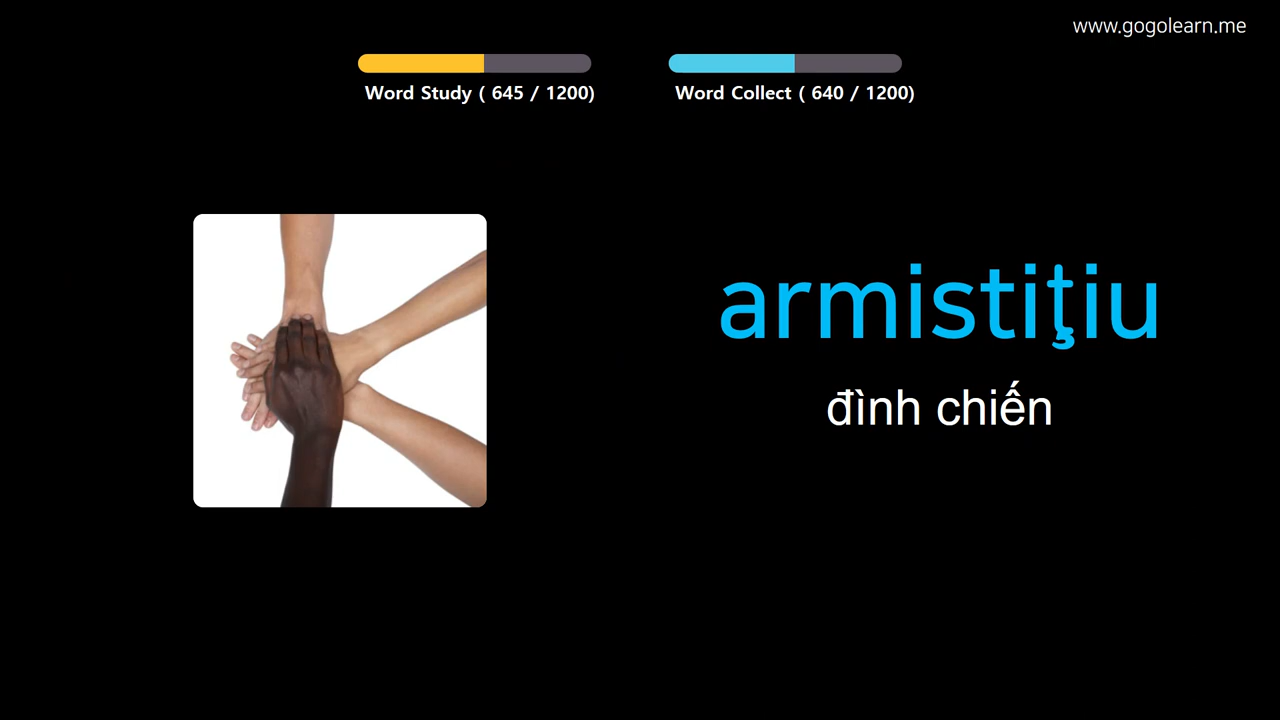 www.gogolearn.me
Word Study ( 645 / 1200)
Word Collect ( 640 / 1200)
armistiţiu
đình chiến